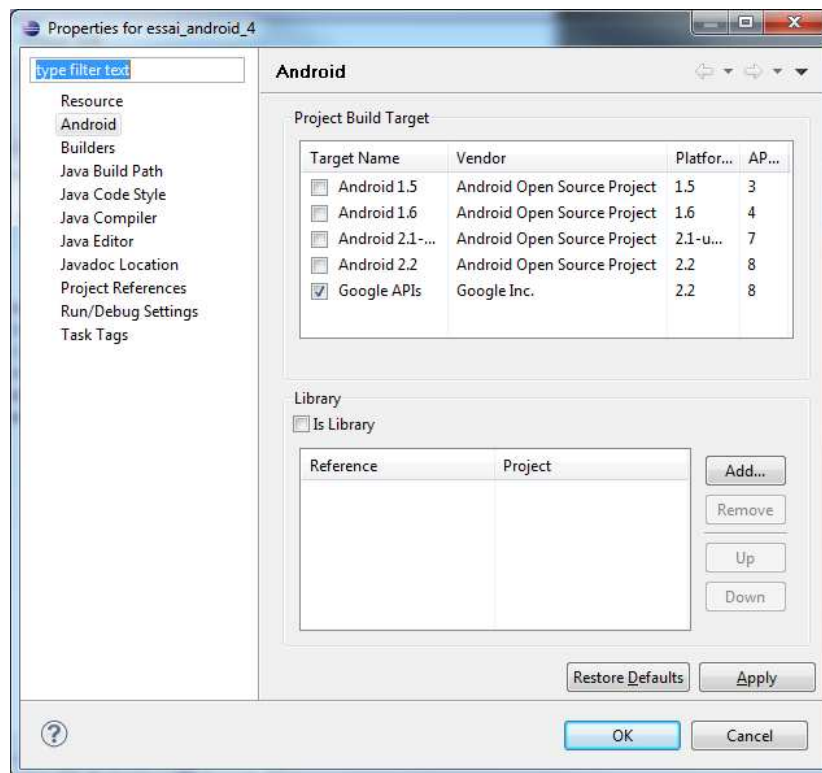 Properties for essai_android_4
type filter text
Resource
Android
Builders
Java Build Path
Java Code Style
Java Compiler
Java Editor
Javadoc Location
Project References
Run/Debug Settings
Task Tags
Android
Project Build Target
Target Name Vendor Platfor... AP...
Android 1.5 Android Open Source Project 1.5 3
Android 1.6 Android Open Source Project 1.6 4
Android 2.1-... Android Open Source Project 2.1-u... 7
Android 2.2 Android Open Source Project 2.2 8
Google APIs Google Inc. 2.2 8
Library
Is Library
Reference Project
Add...
Remove
Up
Down
Restore Defaults Apply
? OK Cancel